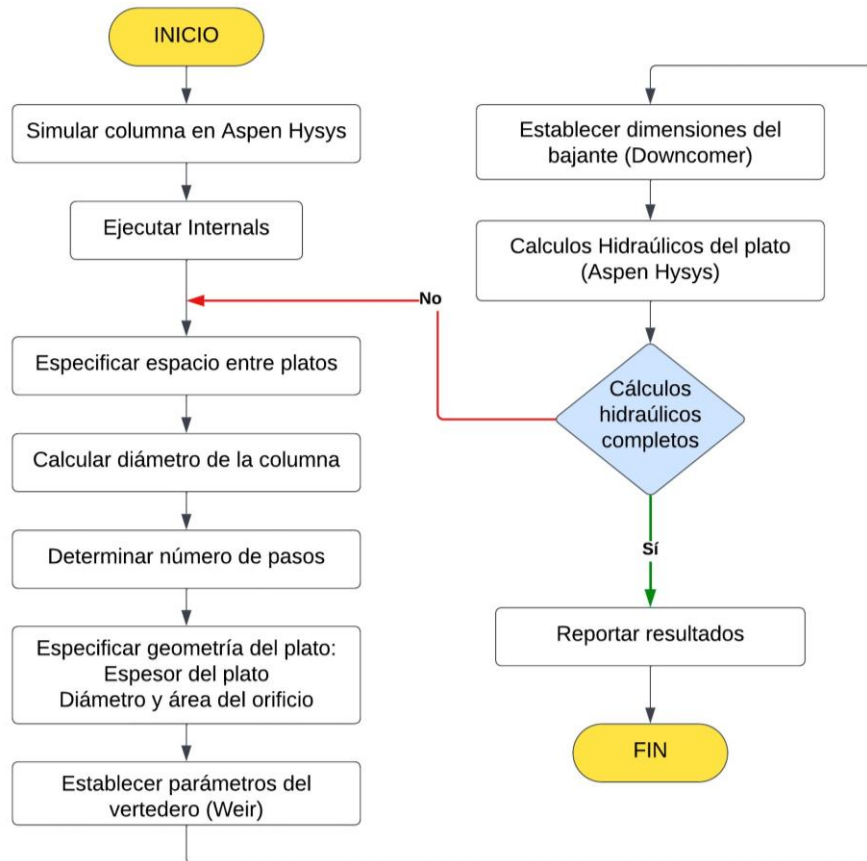 INICIO
Simular columna en Aspen Hysys
Ejecutar Internals
Especificar espacio entre platos
Calcular diámetro de la columna
Determinar número de pasos
Especificar geometría del plato:
Espesor del plato
Diámetro y área del orificio
Establecer parámetros del
vertedero (Weir)
Establecer dimensiones del
bajante (Downcomer)
Calculos Hidraúlicos del plato
(Aspen Hysys)
No
Cálculos
hidraúlicos
completos
Sí
Reportar resultados
FIN